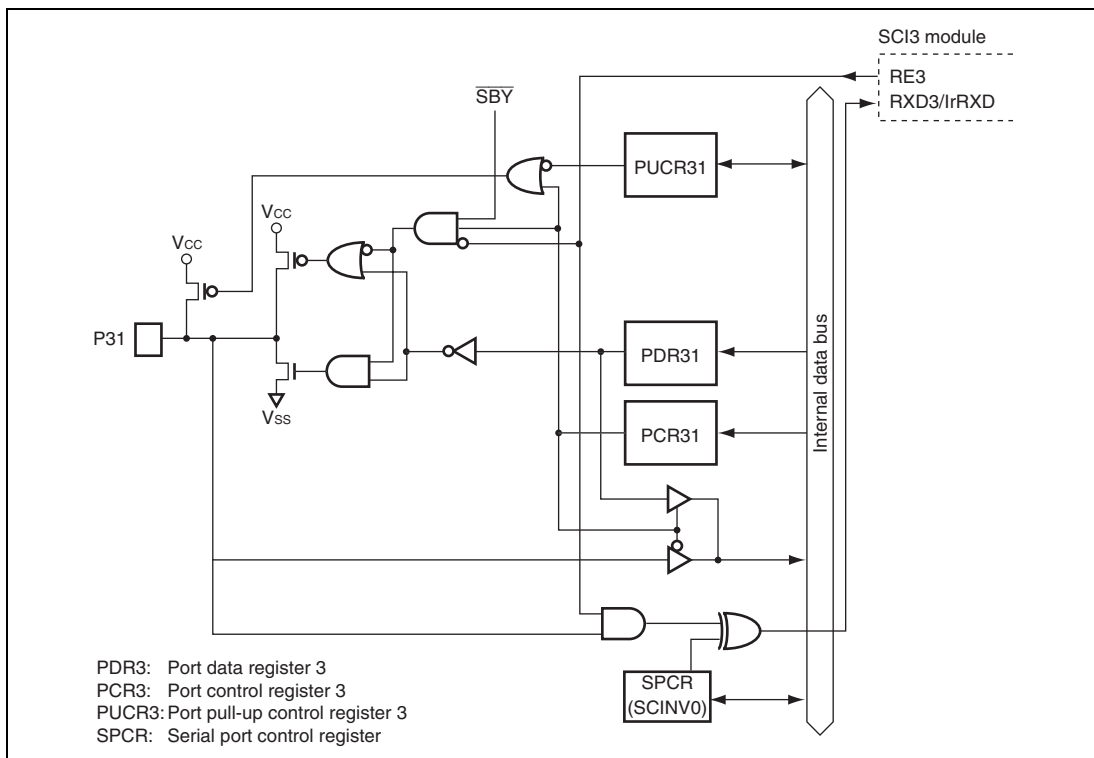 SCI3 module
RE3
RXD3/IrRXD
SBY
PUCR31
VCC
VCC
P31
PDR31
VSS
PCR31
Internal data bus
SPCR
(SCINV0)
PDR3: Port data register 3
PCR3: Port control register 3
PUCR3: Port pull-up control register 3
SPCR: Serial port control register